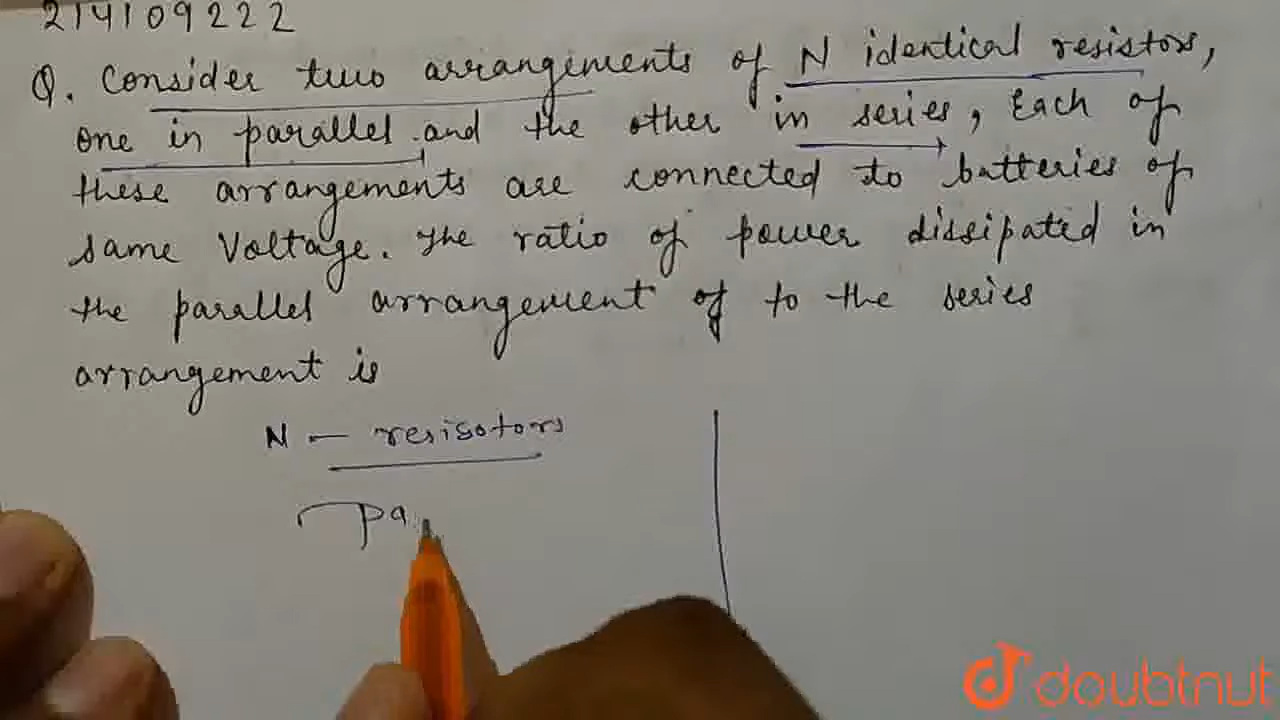 214109222
Q. Consider two arrangements of N identical resistors,
one in parallel and the other in series, Each of
these arrangements are connected to batteries of
same Voltage. The ratio of power dissipated in
the parallel arrangement of to the series
arrangement is
N — resisotors
Pa
doubtnut